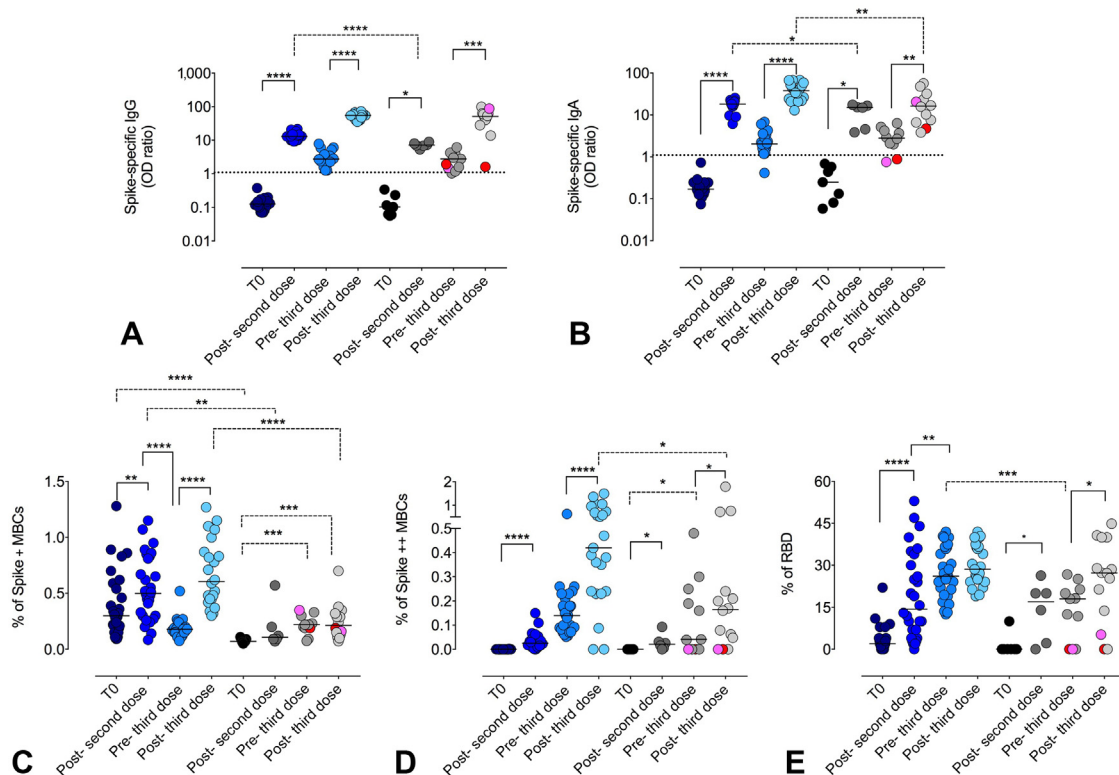 ****
****
****
*
***
1,000
100
10
1
0.1
0.01
Spike-specific IgG
(OD ratio)
T0
Post- second dose
Pre- third dose
Post- third dose
T0
Post- second dose
Pre- third dose
Post- third dose
A
**
*
****
****
*
**
100
10
1
0.1
0.01
Spike-specific IgA
(OD ratio)
T0
Post- second dose
Pre- third dose
Post- third dose
T0
Post- second dose
Pre- third dose
Post- third dose
B
****
**
****
****
**
****
***
***
1.5
1.0
0.5
0.0
% of Spike + MBCs
T0
Post- second dose
Pre- third dose
Post- third dose
T0
Post- second dose
Pre- third dose
Post- third dose
C
*
****
*
*
****
*
2
1
0.5
0.4
0.3
0.2
0.1
0.0
% of Spike ++ MBCs
T0
Post- second dose
Pre- third dose
Post- third dose
T0
Post- second dose
Pre- third dose
Post- third dose
D
**
****
***
*
*
60
45
30
15
0
% of RBD
T0
Post- second dose
Pre- third dose
Post- third dose
T0
Post- second dose
Pre- third dose
Post- third dose
E